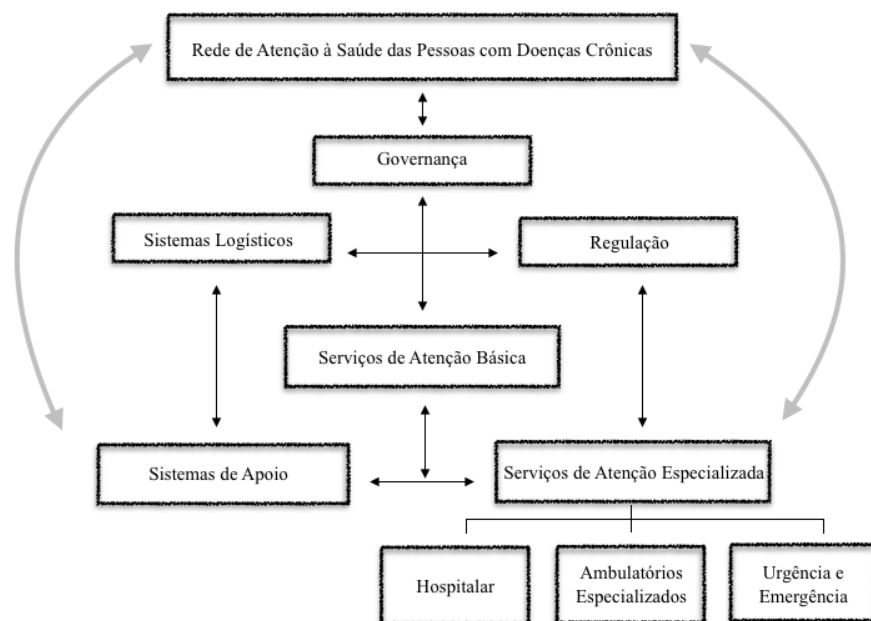 Rede de Atenção à Saúde das Pessoas com Doenças Crônicas
Governança
Sistemas Logísticos
Regulação
Serviços de Atenção Básica
Sistemas de Apoio
Serviços de Atenção Especializada
Hospitalar
Ambulatórios
Especializados
Urgência e
Emergência